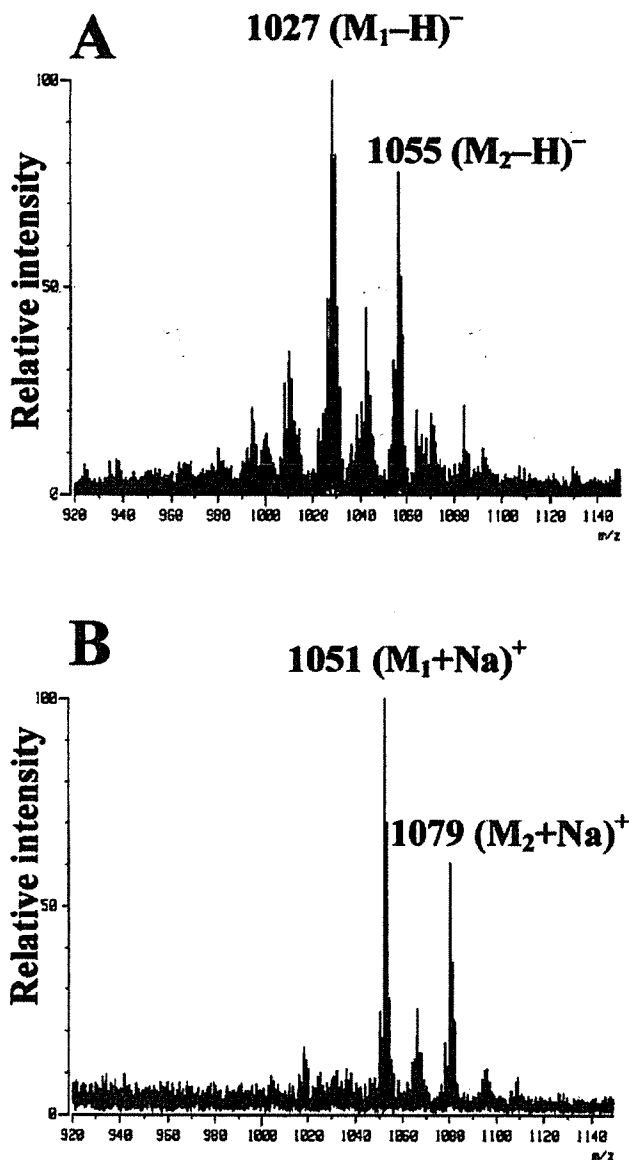 A
1027 (M₁–H)⁻
1055 (M₂–H)⁻
Relative intensity
100
50
0
920 940 960 980 1000 1020 1040 1060 1080 1100 1120 1140
m/z
B
1051 (M₁+Na)⁺
1079 (M₂+Na)⁺
Relative intensity
100
50
0
920 940 960 980 1000 1020 1040 1060 1080 1100 1120 1140
m/z